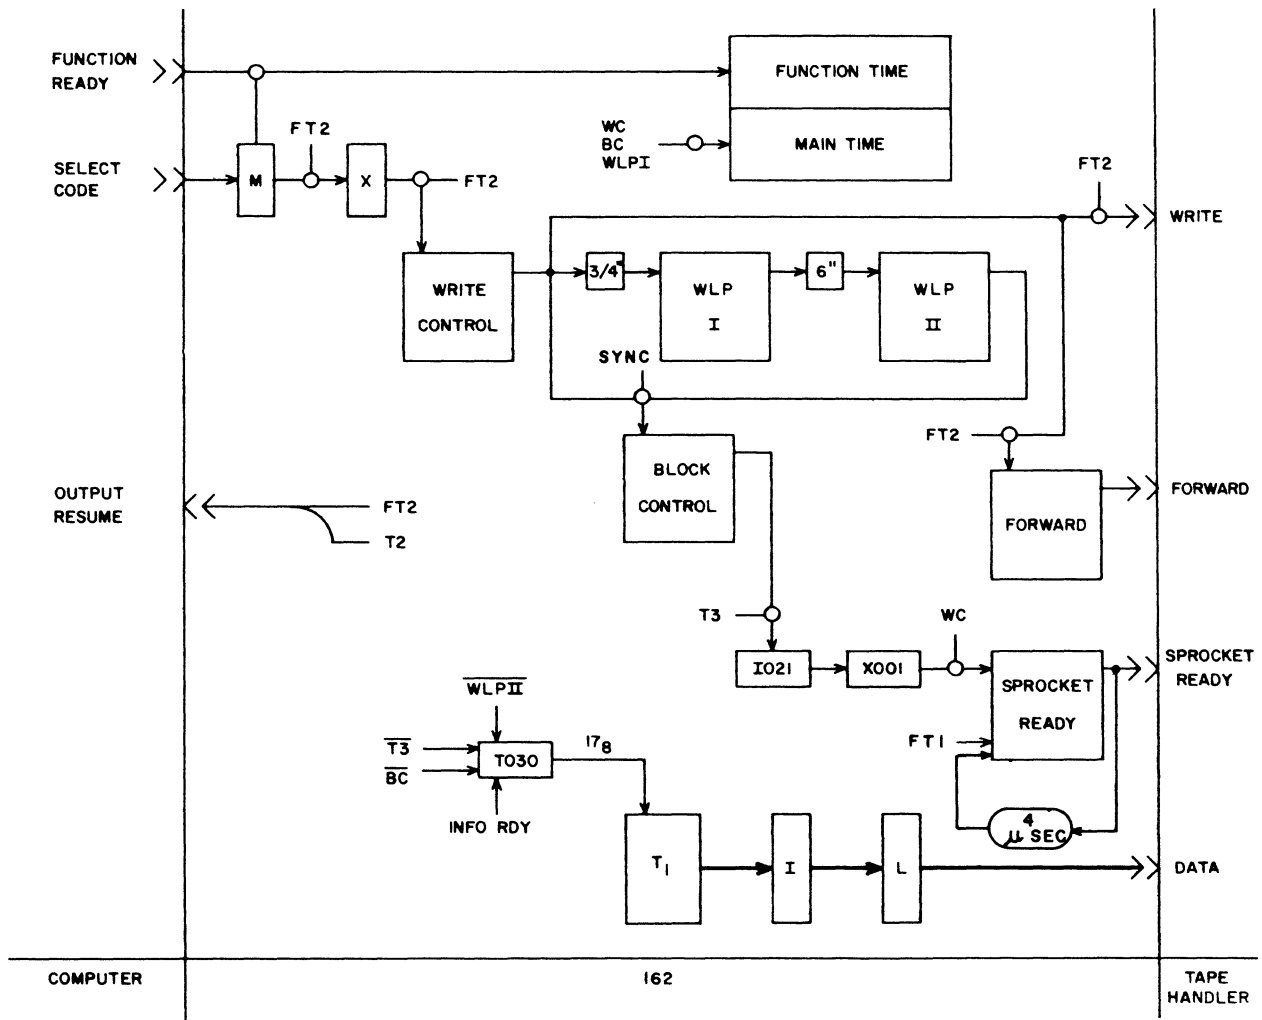 FUNCTION
READY
FUNCTION TIME
FT2
WC
BC
WLPI
MAIN TIME
SELECT
CODE
M
X
FT2
FT2
WRITE
WRITE
CONTROL
3/4"
WLP
I
6"
WLP
II
SYNC
FT2
BLOCK
CONTROL
OUTPUT
RESUME
FT2
T2
FORWARD
FORWARD
T3
WC
I021
X001
SPROCKET
READY
SPROCKET
READY
WLPII
T3
BC
T030
17₈
FT1
INFO RDY
4
μ SEC
T₁
I
L
DATA
COMPUTER
162
TAPE
HANDLER